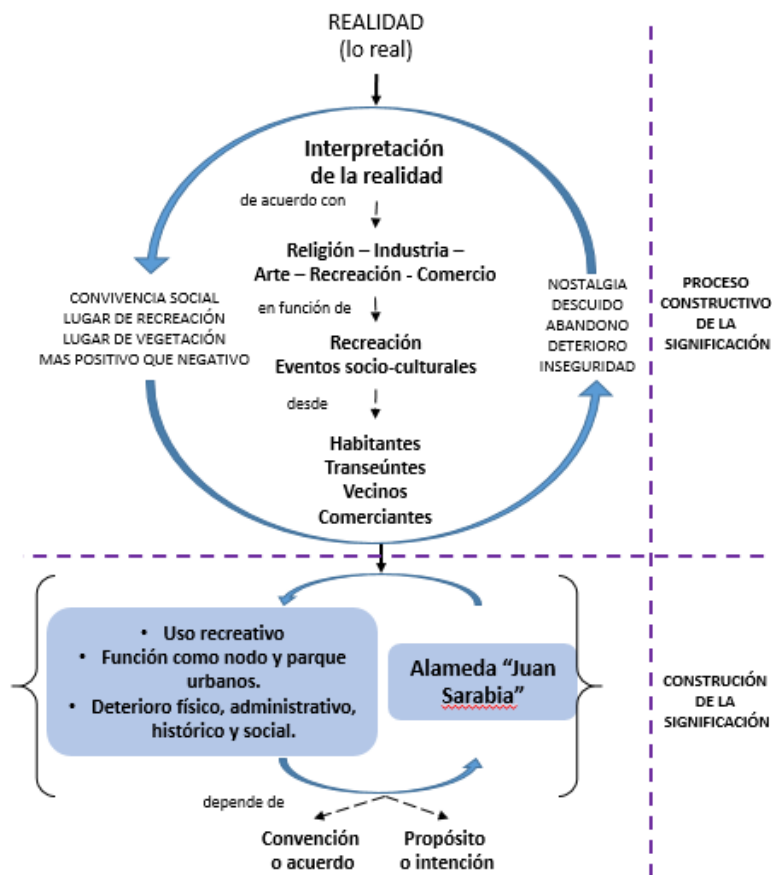 REALIDAD
(lo real)
Interpretación
de la realidad
de acuerdo con
Religión – Industria –
Arte – Recreación - Comercio
en función de
Recreación
Eventos socio-culturales
desde
Habitantes
Transeúntes
Vecinos
Comerciantes
CONVIVENCIA SOCIAL
LUGAR DE RECREACIÓN
LUGAR DE VEGETACIÓN
MAS POSITIVO QUE NEGATIVO
NOSTALGIA
DESCUIDO
ABANDONO
DETERIORO
INSEGURIDAD
PROCESO
CONSTRUCTIVO
DE LA
SIGNIFICACIÓN
• Uso recreativo
• Función como nodo y parque
urbanos.
• Deterioro físico, administrativo,
histórico y social.
Alameda “Juan
Sarabia”
CONSTRUCIÓN
DE LA
SIGNIFICACIÓN
depende de
Convención
o acuerdo
Propósito
o intención